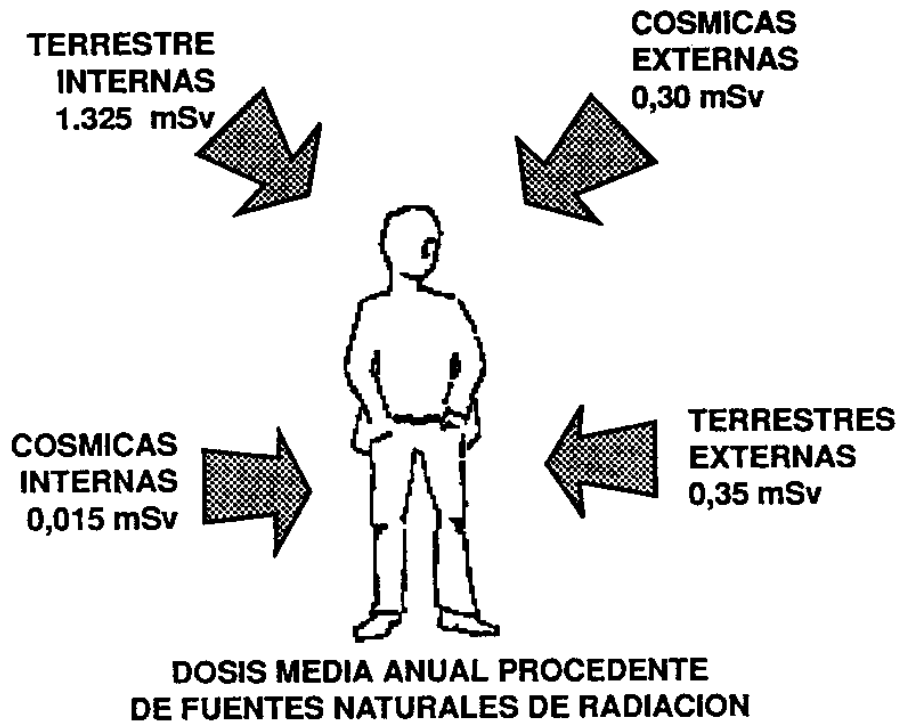 TERRESTRE
INTERNAS
1.325 mSv
COSMICAS
EXTERNAS
0,30 mSv
COSMICAS
INTERNAS
0,015 mSv
TERRESTRES
EXTERNAS
0,35 mSv
DOSIS MEDIA ANUAL PROCEDENTE
DE FUENTES NATURALES DE RADIACION